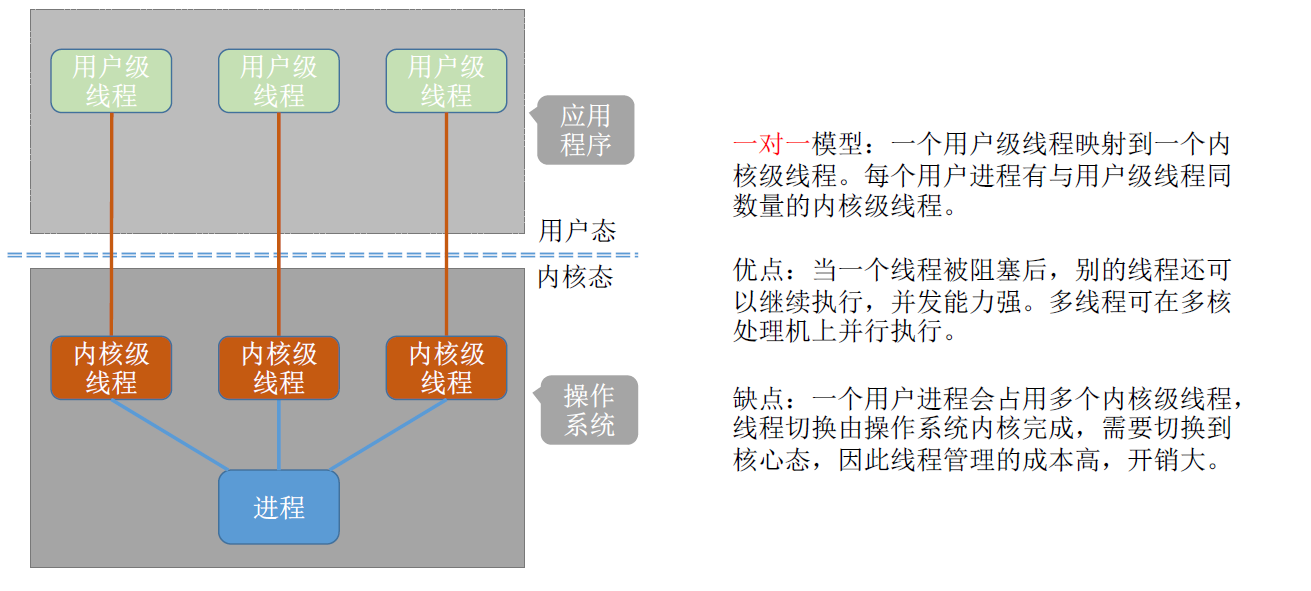 用户级
线程
用户级
线程
用户级
线程
应用
程序
用户态
内核态
内核级
线程
内核级
线程
内核级
线程
操作
系统
进程
一对一模型：一个用户级线程映射到一个内
核级线程。每个用户进程有与用户级线程同
数量的内核级线程。
优点：当一个线程被阻塞后，别的线程还可
以继续执行，并发能力强。多线程可在多核
处理机上并行执行。
缺点：一个用户进程会占用多个内核级线程，
线程切换由操作系统内核完成，需要切换到
核心态，因此线程管理的成本高，开销大。